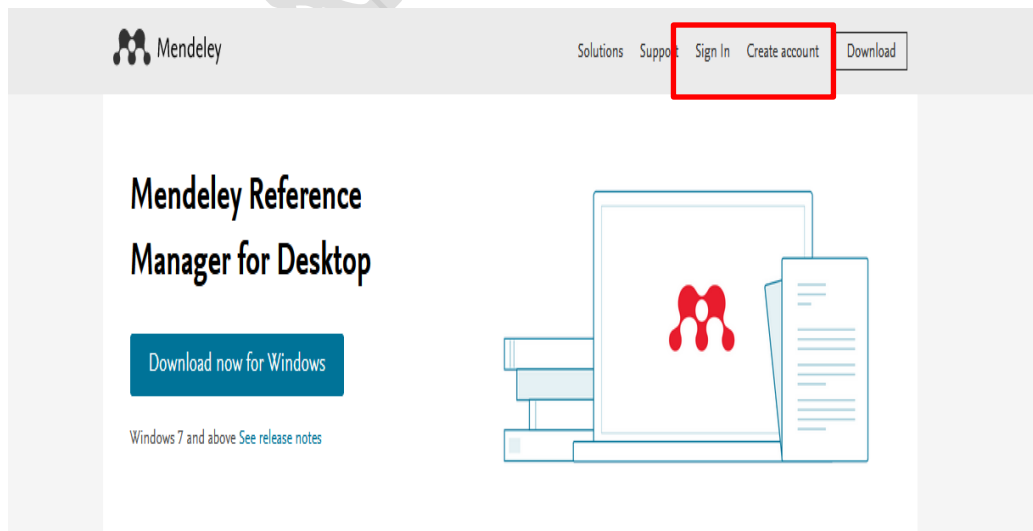 Mendeley
Solutions Support Sign In Create account Download
Mendeley Reference
Manager for Desktop
Download now for Windows
Windows 7 and above See release notes